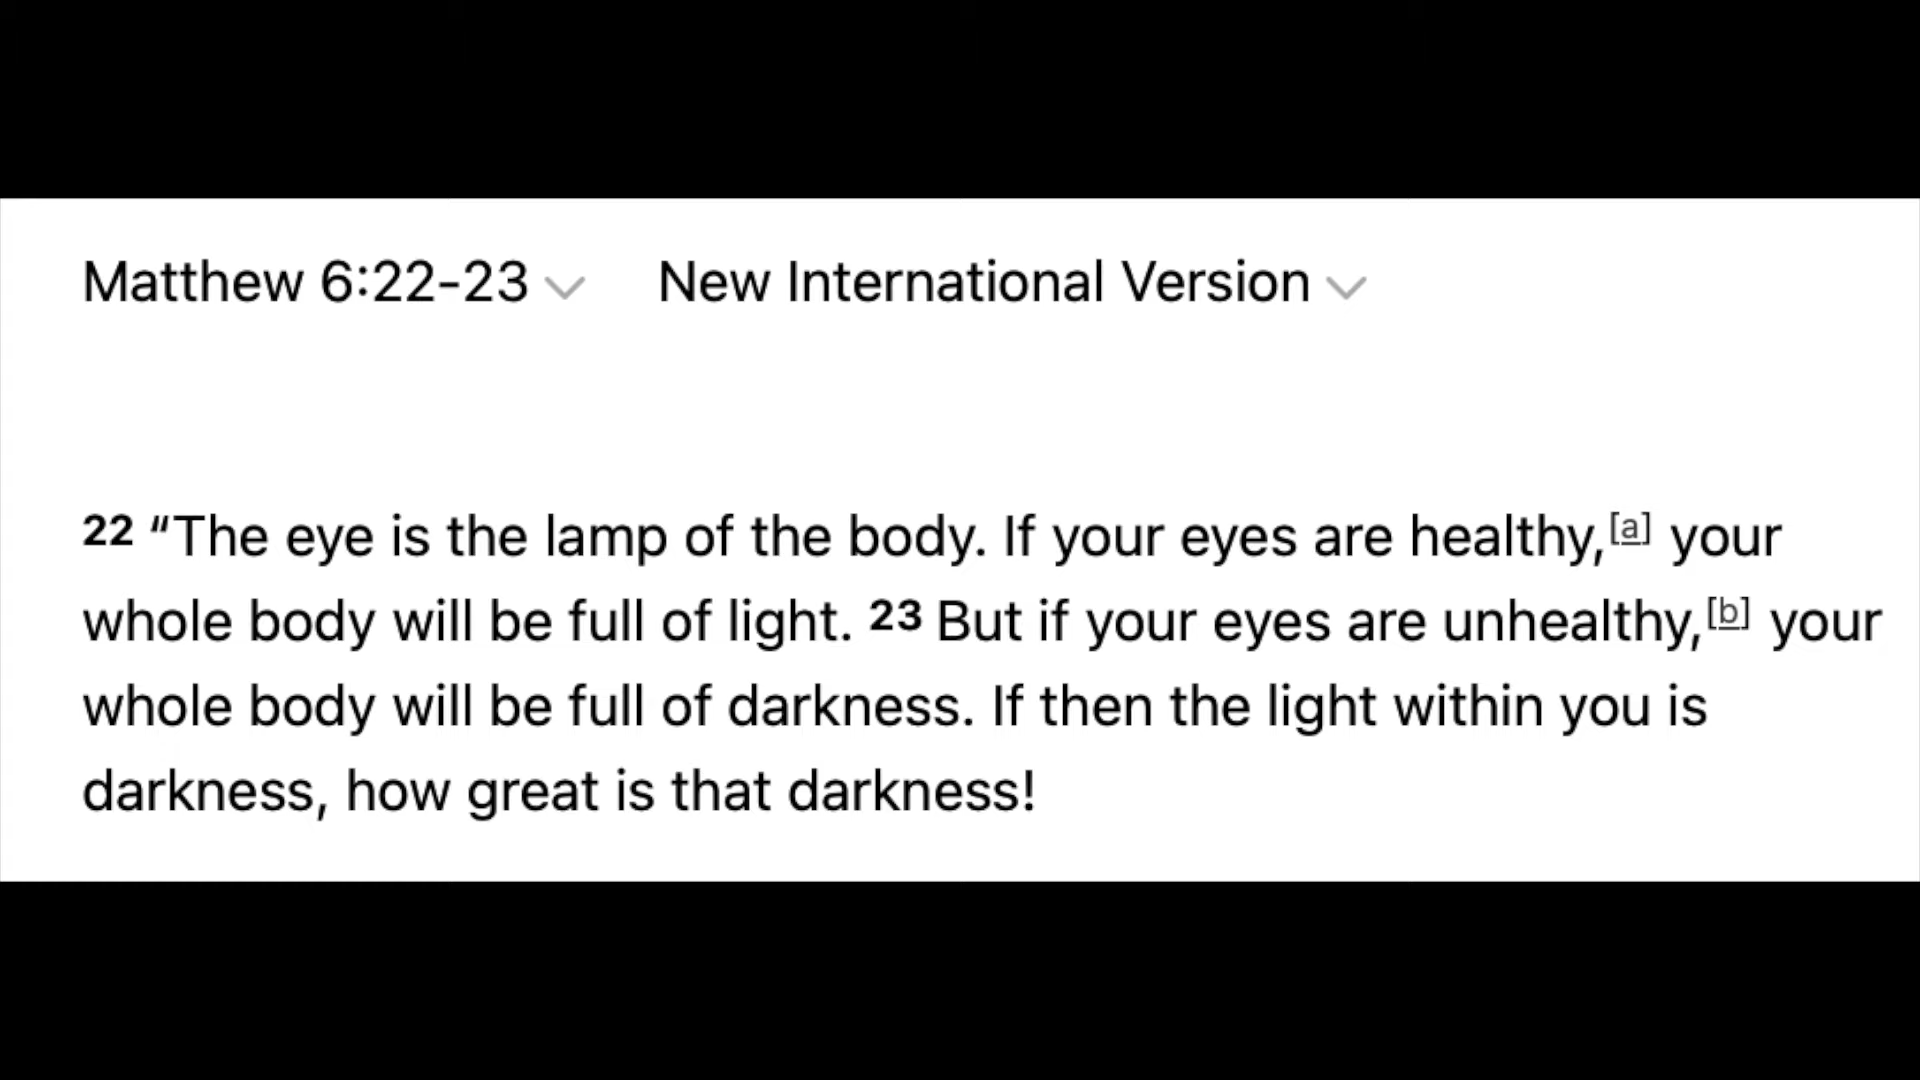 Matthew 6:22-23 New International Version
22 “The eye is the lamp of the body. If your eyes are healthy,[a] your
whole body will be full of light. 23 But if your eyes are unhealthy,[b] your
whole body will be full of darkness. If then the light within you is
darkness, how great is that darkness!